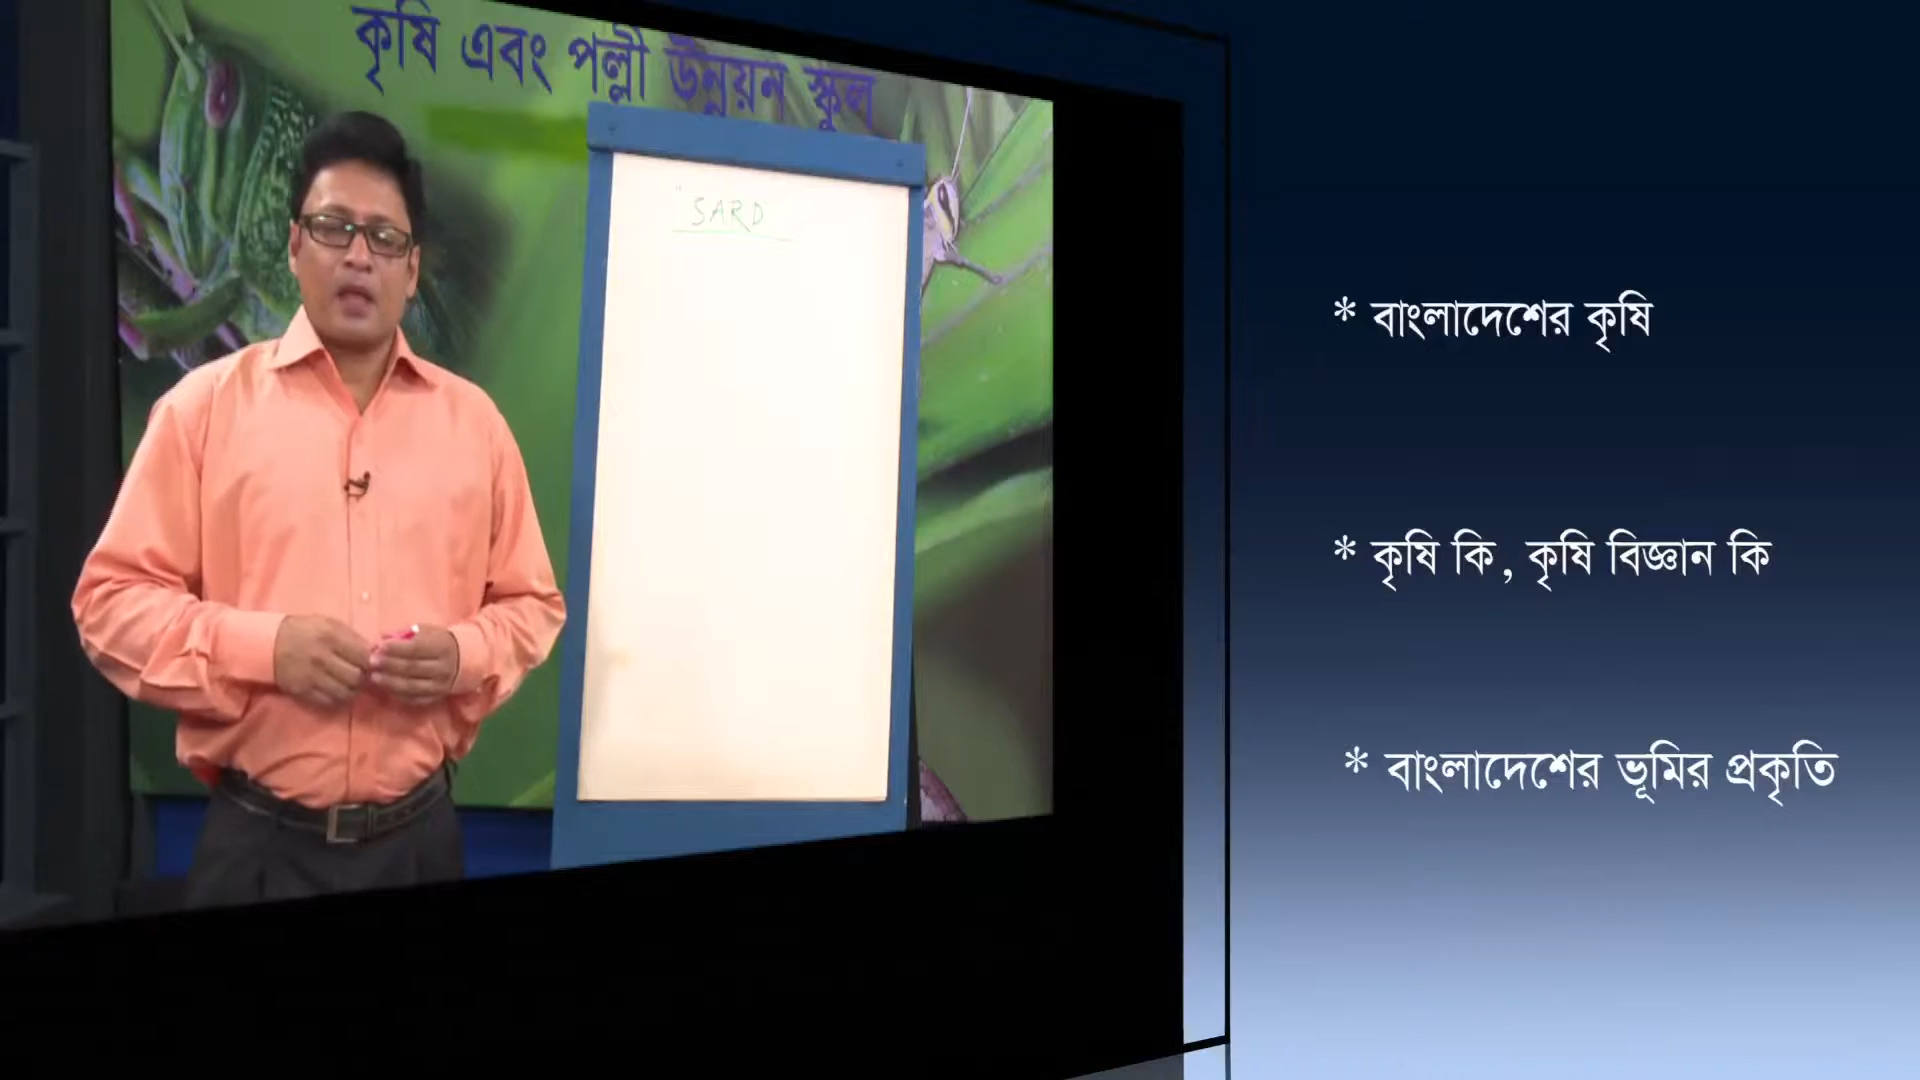 কৃষি এবং পল্লী উন্নয়ন স্কুল
"SARD
* বাংলাদেশের কৃষি
* কৃষি কি, কৃষি বিজ্ঞান কি
* বাংলাদেশের ভূমির প্রকৃতি